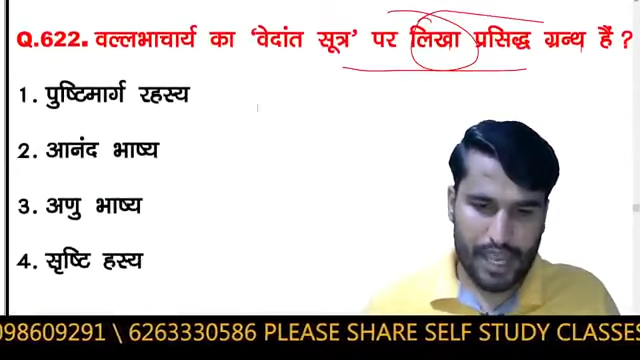 Q.622. वल्लभाचार्य का ‘वेदांत सूत्र’ पर लिखा प्रसिद्ध ग्रन्थ हैं ?
1. पुष्टिमार्ग रहस्य
2. आनंद भाष्य
3. अणु भाष्य
4. सृष्टि हस्य
098609291 \ 6263330586 PLEASE SHARE SELF STUDY CLASSES